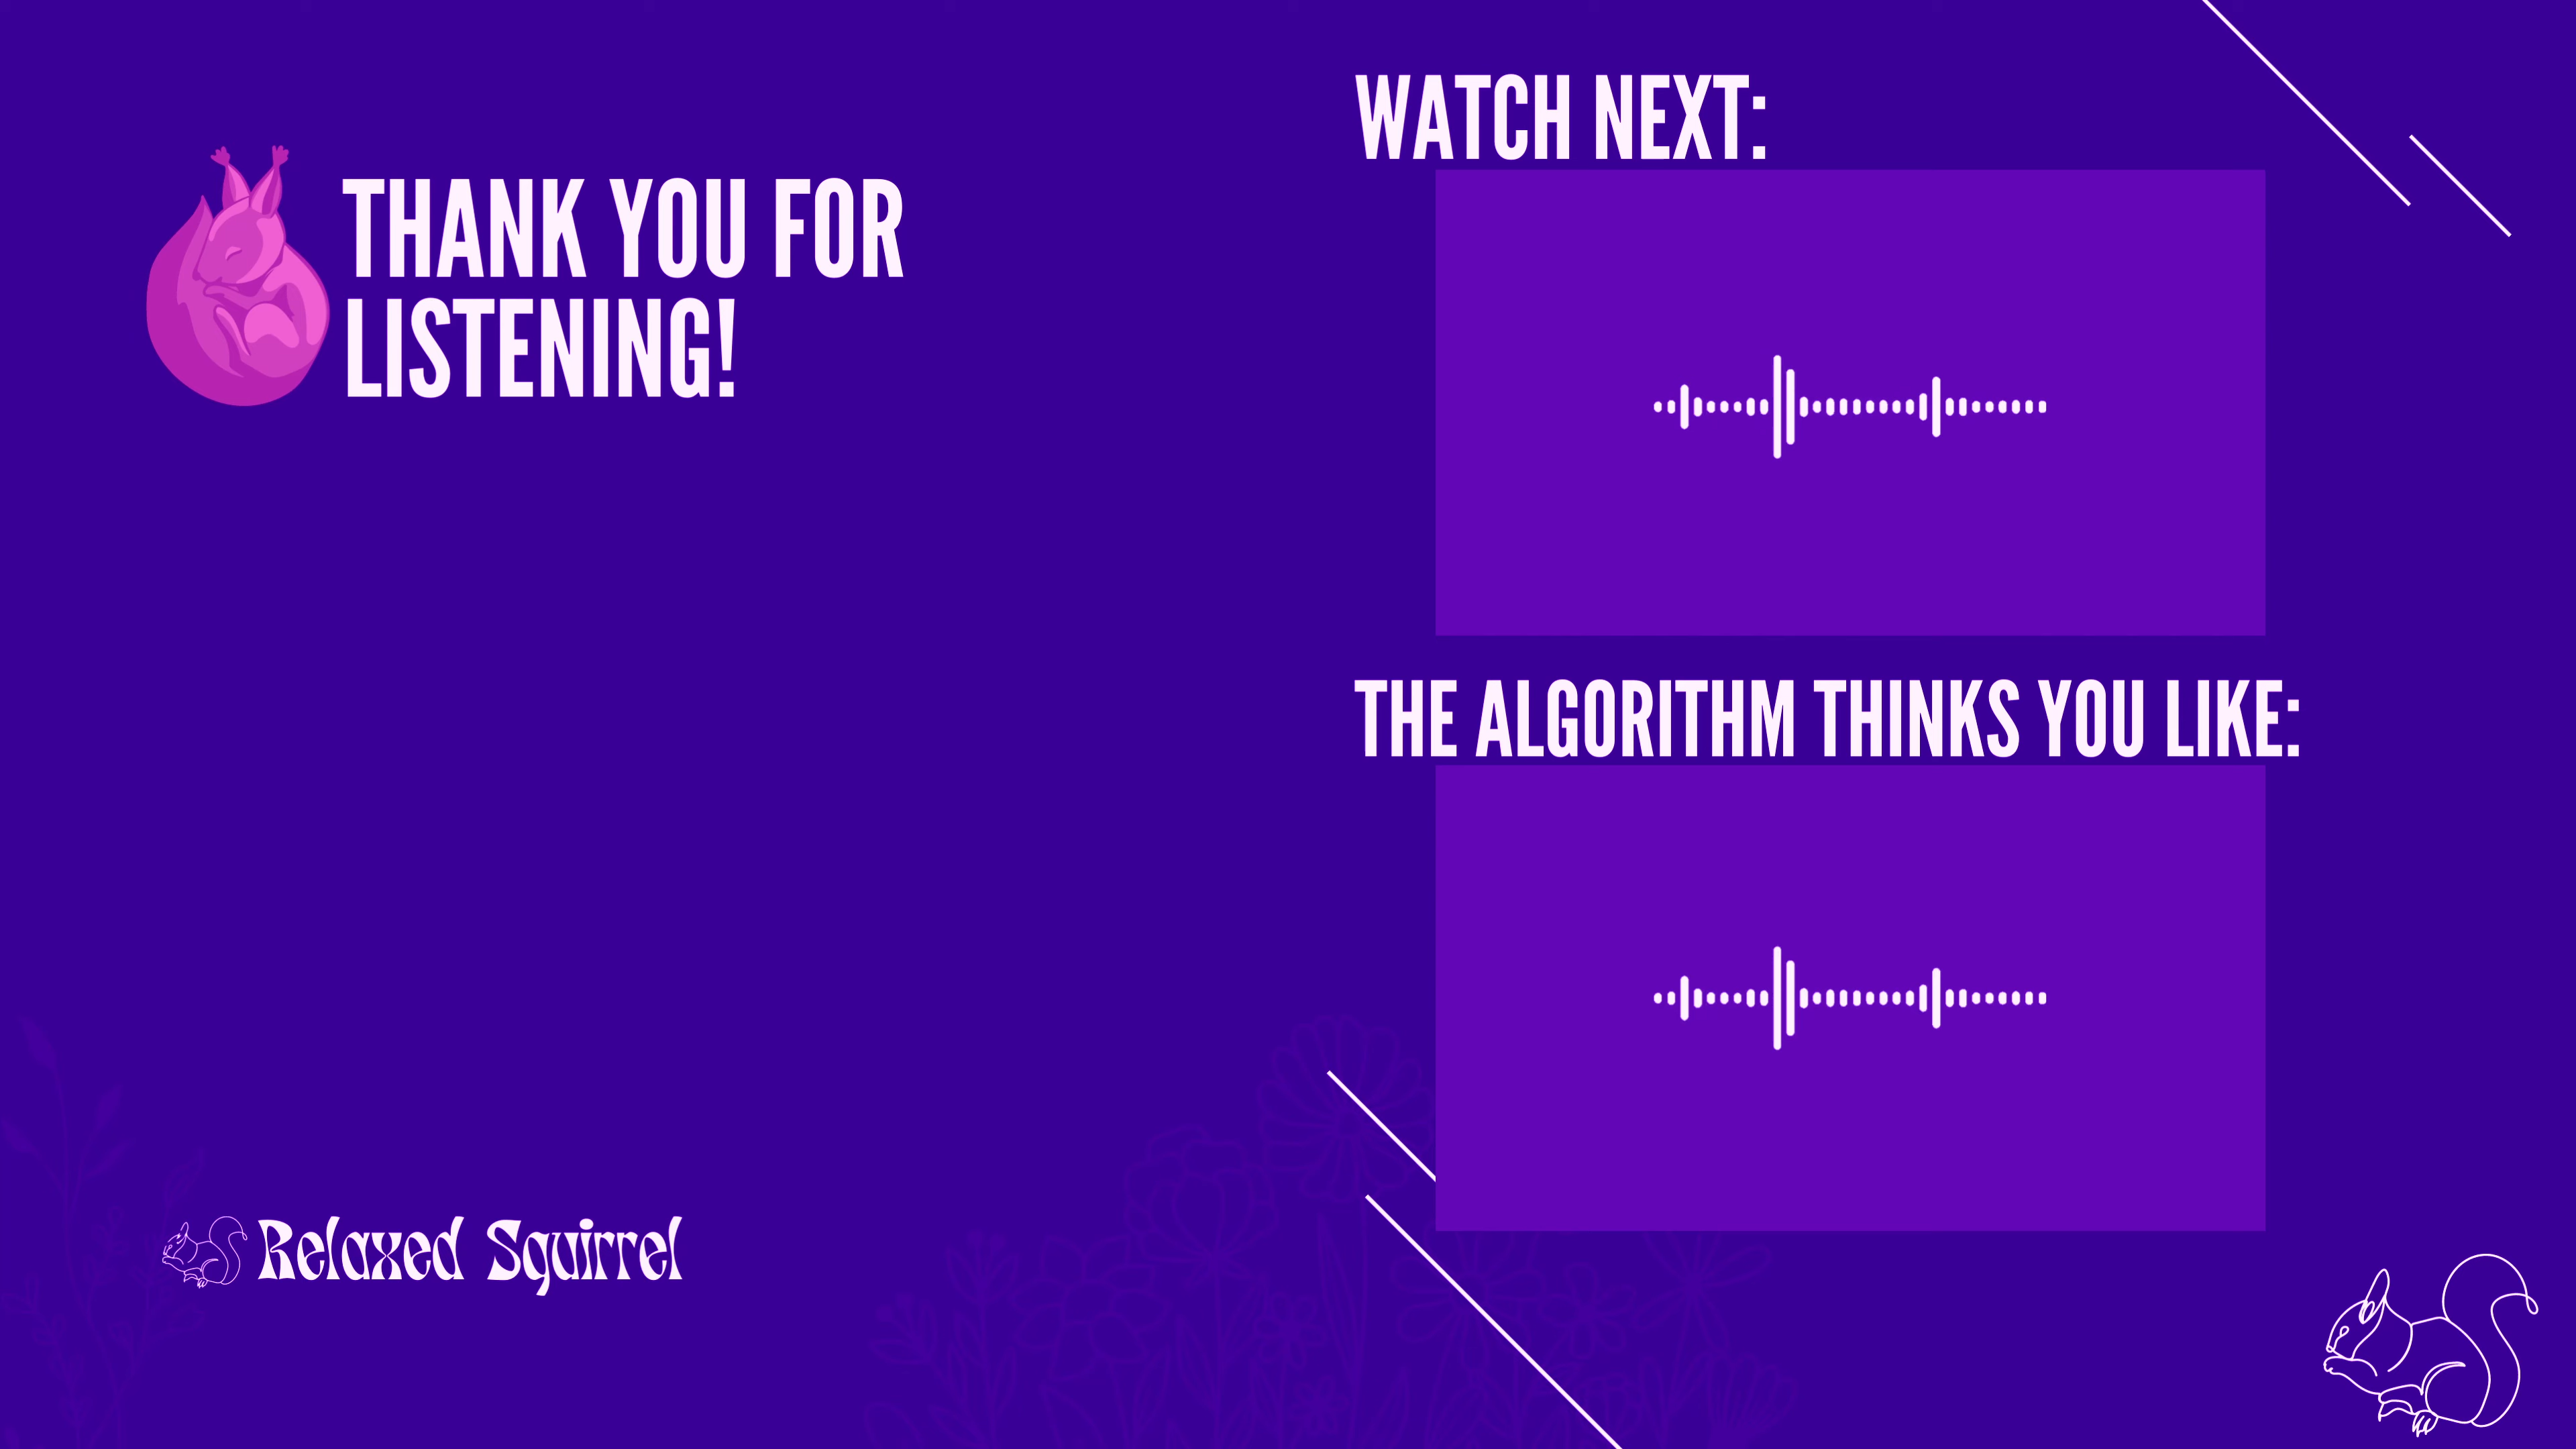 THANK YOU FOR
LISTENING!
WATCH NEXT:
THE ALGORITHM THINKS YOU LIKE:
Relaxed Squirrel